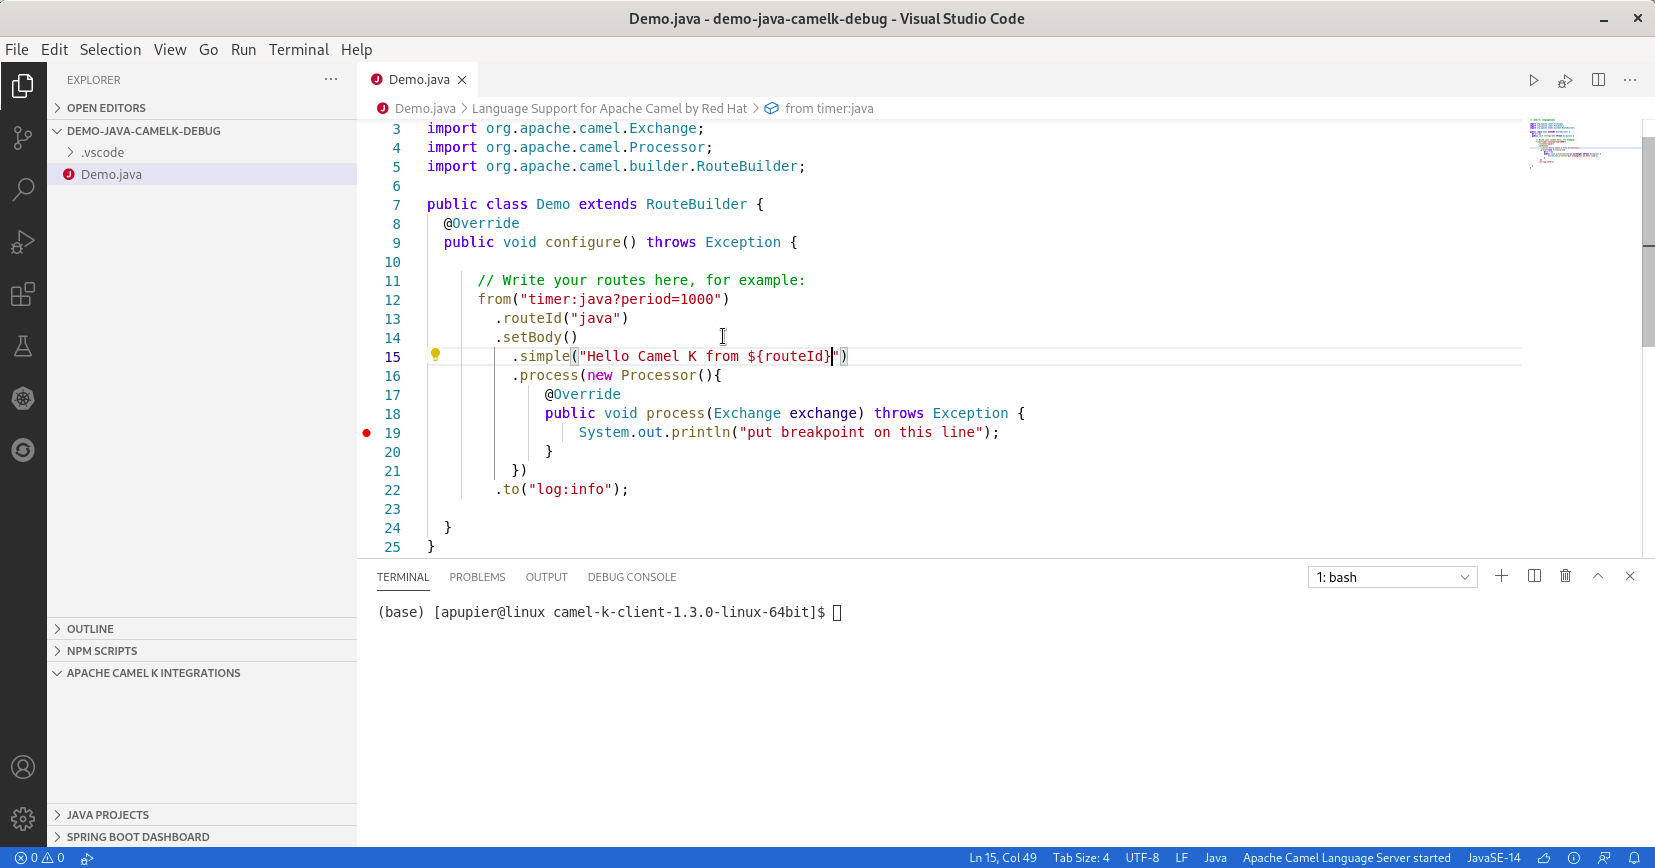 Demo.java - demo-java-camelk-debug - Visual Studio Code
File Edit Selection View Go Run Terminal Help
EXPLORER
OPEN EDITORS
DEMO-JAVA-CAMELK-DEBUG
.vscode
Demo.java
OUTLINE
NPM SCRIPTS
APACHE CAMEL K INTEGRATIONS
JAVA PROJECTS
SPRING BOOT DASHBOARD
J Demo.java
Demo.java > Language Support for Apache Camel by Red Hat > from timer:java
3 import org.apache.camel.Exchange;
4 import org.apache.camel.Processor;
5 import org.apache.camel.builder.RouteBuilder;
6
7 public class Demo extends RouteBuilder {
8 @Override
9 public void configure() throws Exception {
10
11 // Write your routes here, for example:
12 from("timer:java?period=1000")
13 .routeId("java")
14 .setBody()
15 .simple("Hello Camel K from ${routeId}")
16 .process(new Processor(){
17 @Override
18 public void process(Exchange exchange) throws Exception {
19 System.out.println("put breakpoint on this line");
20 }
21 })
22 .to("log:info");
23
24 }
25 }
TERMINAL PROBLEMS OUTPUT DEBUG CONSOLE 1: bash
(base) [apupier@linux camel-k-client-1.3.0-linux-64bit]$
0 0 Ln 15, Col 49 Tab Size: 4 UTF-8 LF Java Apache Camel Language Server started JavaSE-14